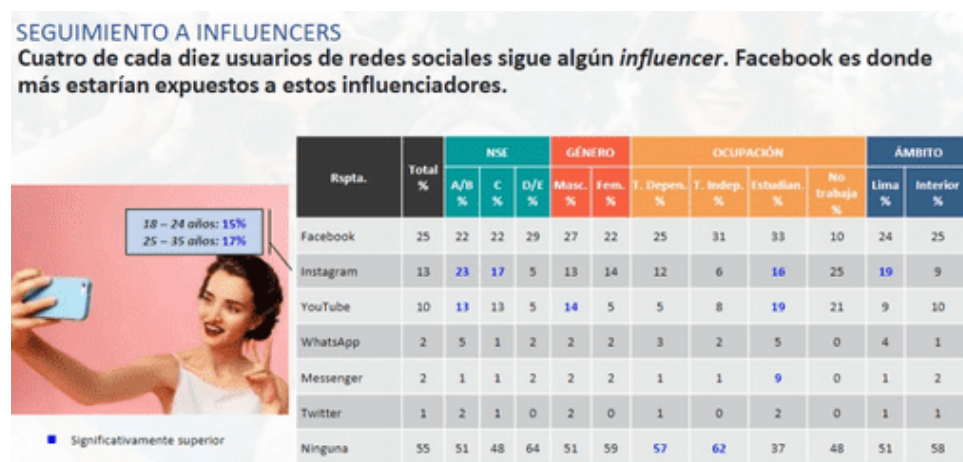 SEGUIMIENTO A INFLUENCERS
Cuatro de cada diez usuarios de redes sociales sigue algún influencer. Facebook es donde
más estarían expuestos a estos influenciadores.
Rspta. Total % NSE GÉNERO OCUPACIÓN ÁMBITO
A/B % C % D/E % Masc. % Fem. % T. Depen. % T. Indep. % Estudian. % No trabaja % Lima % Interior %
Facebook 25 22 22 29 27 22 25 31 33 10 24 25
18 – 24 años: 15%
25 – 35 años: 17%
Instagram 13 23 17 5 13 14 12 6 16 25 19 9
YouTube 10 13 13 5 14 5 5 8 19 21 9 10
WhatsApp 2 5 1 2 2 2 3 2 5 0 4 1
Messenger 2 1 1 2 2 2 1 1 9 0 1 2
Twitter 1 2 1 0 2 0 1 0 2 0 1 1
Ninguna 55 51 48 64 51 59 57 62 37 48 51 58
Significativamente superior